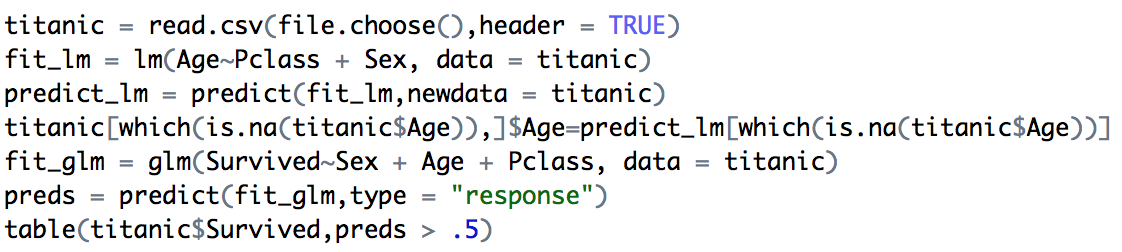 titanic = read.csv(file.choose(),header = TRUE)
fit_lm = lm(Age~Pclass + Sex, data = titanic)
predict_lm = predict(fit_lm,newdata = titanic)
titanic[which(is.na(titanic$Age)),]$Age=predict_lm[which(is.na(titanic$Age))]
fit_glm = glm(Survived~Sex + Age + Pclass, data = titanic)
preds = predict(fit_glm,type = "response")
table(titanic$Survived,preds > .5)